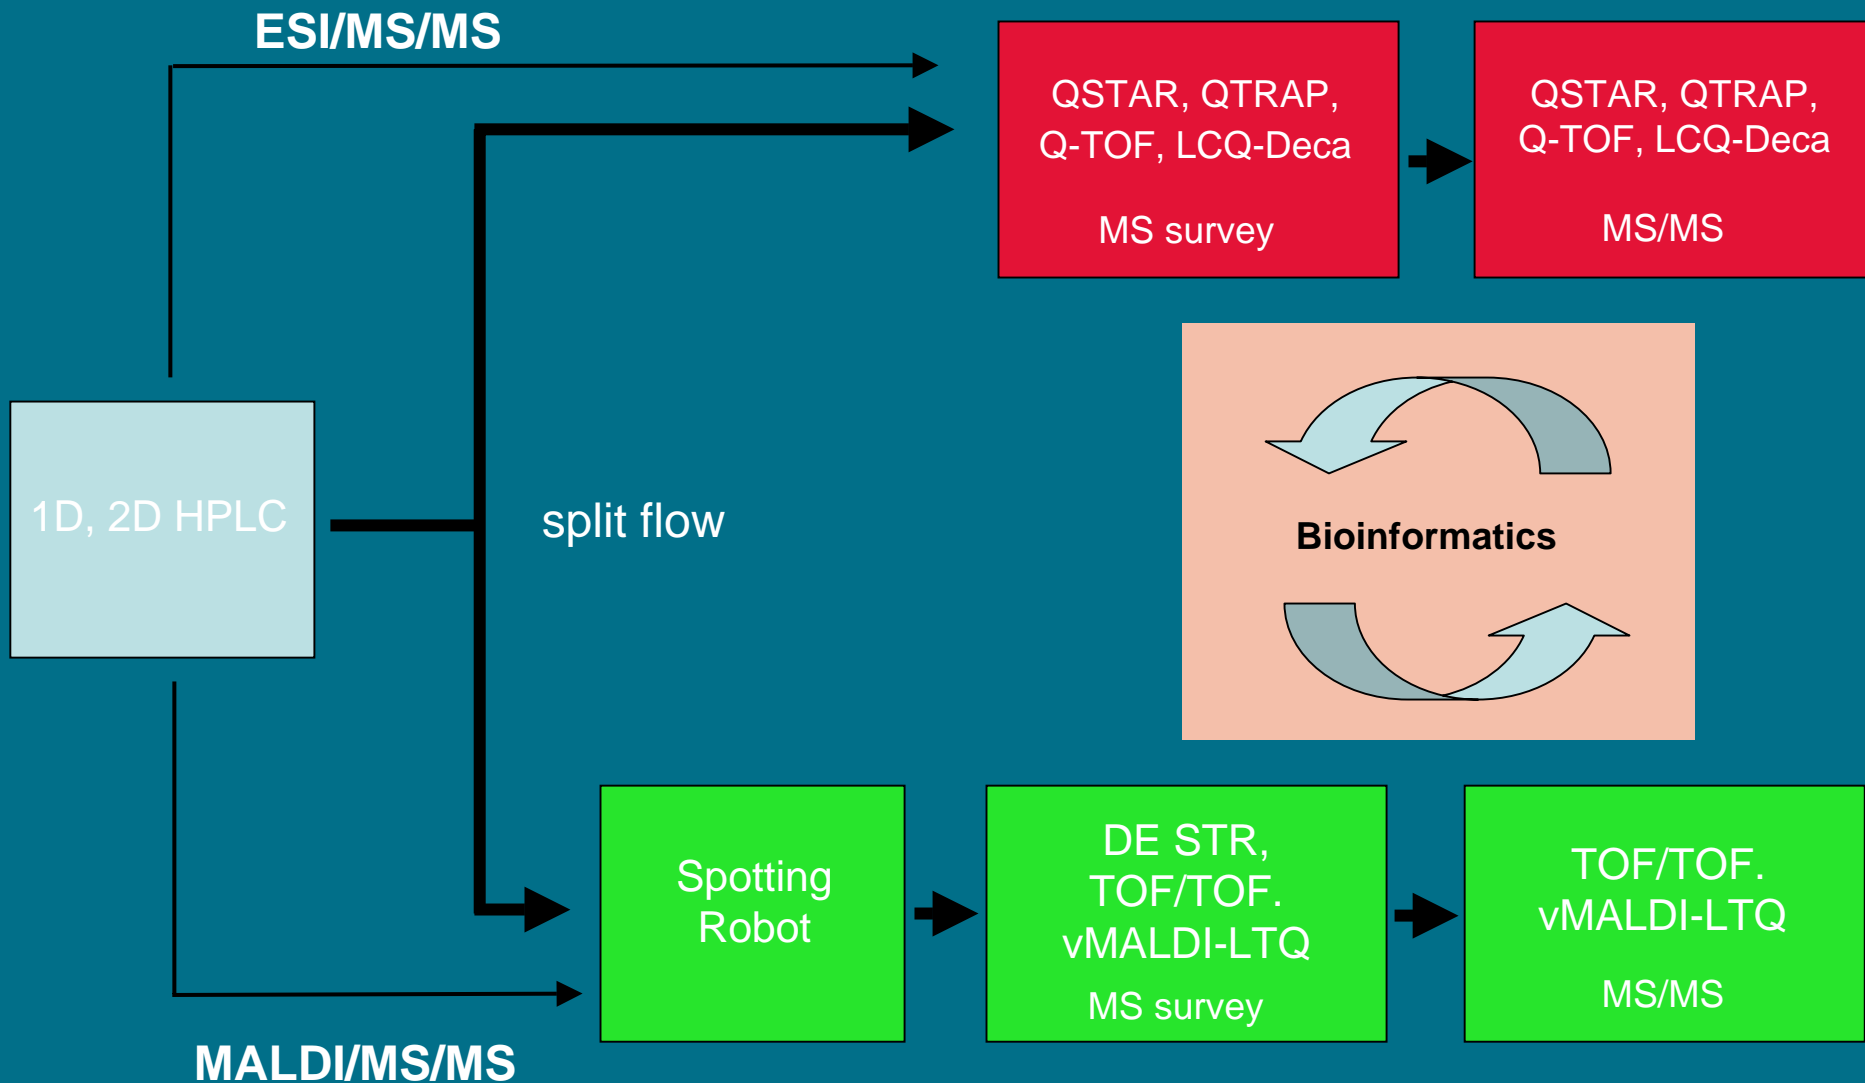 ESI/MS/MS
QSTAR, QTRAP,
Q-TOF, LCQ-Deca
MS survey
QSTAR, QTRAP,
Q-TOF, LCQ-Deca
MS/MS
1D, 2D HPLC
split flow
Bioinformatics
Spotting
Robot
DE STR,
TOF/TOF.
vMALDI-LTQ
MS survey
TOF/TOF.
vMALDI-LTQ
MS/MS
MALDI/MS/MS